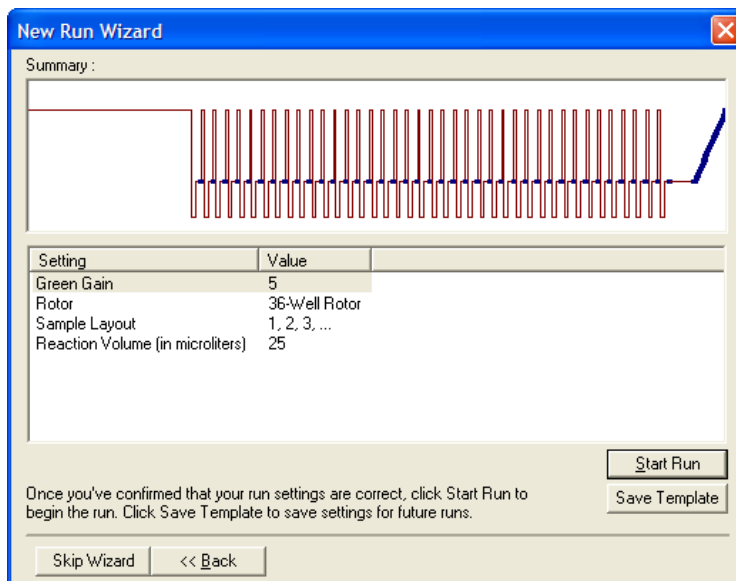 New Run Wizard
Summary :
Setting Value
Green Gain 5
Rotor 36-Well Rotor
Sample Layout 1, 2, 3, ...
Reaction Volume (in microliters) 25
Start Run
Once you've confirmed that your run settings are correct, click Start Run to
begin the run. Click Save Template to save settings for future runs.
Save Template
Skip Wizard
<< Back